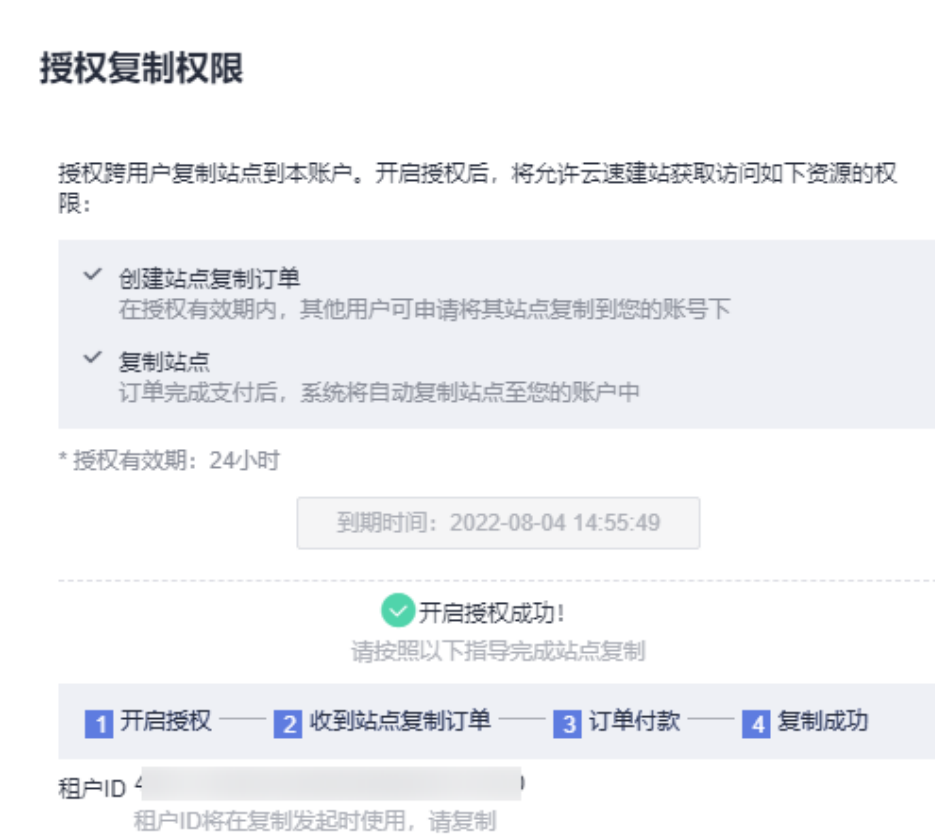 授权复制权限
授权跨用户复制站点到本账户。开启授权后，将允许云速建站获取访问如下资源的权
限：
创建站点复制订单
在授权有效期内，其他用户可申请将其站点复制到您的账号下
复制站点
订单完成支付后，系统将自动复制站点至您的账户中
* 授权有效期：24小时
到期时间：2022-08-04 14:55:49
开启授权成功！
请按照以下指导完成站点复制
1 开启授权 2 收到站点复制订单 3 订单付款 4 复制成功
租户ID
租户ID将在复制发起时使用，请复制